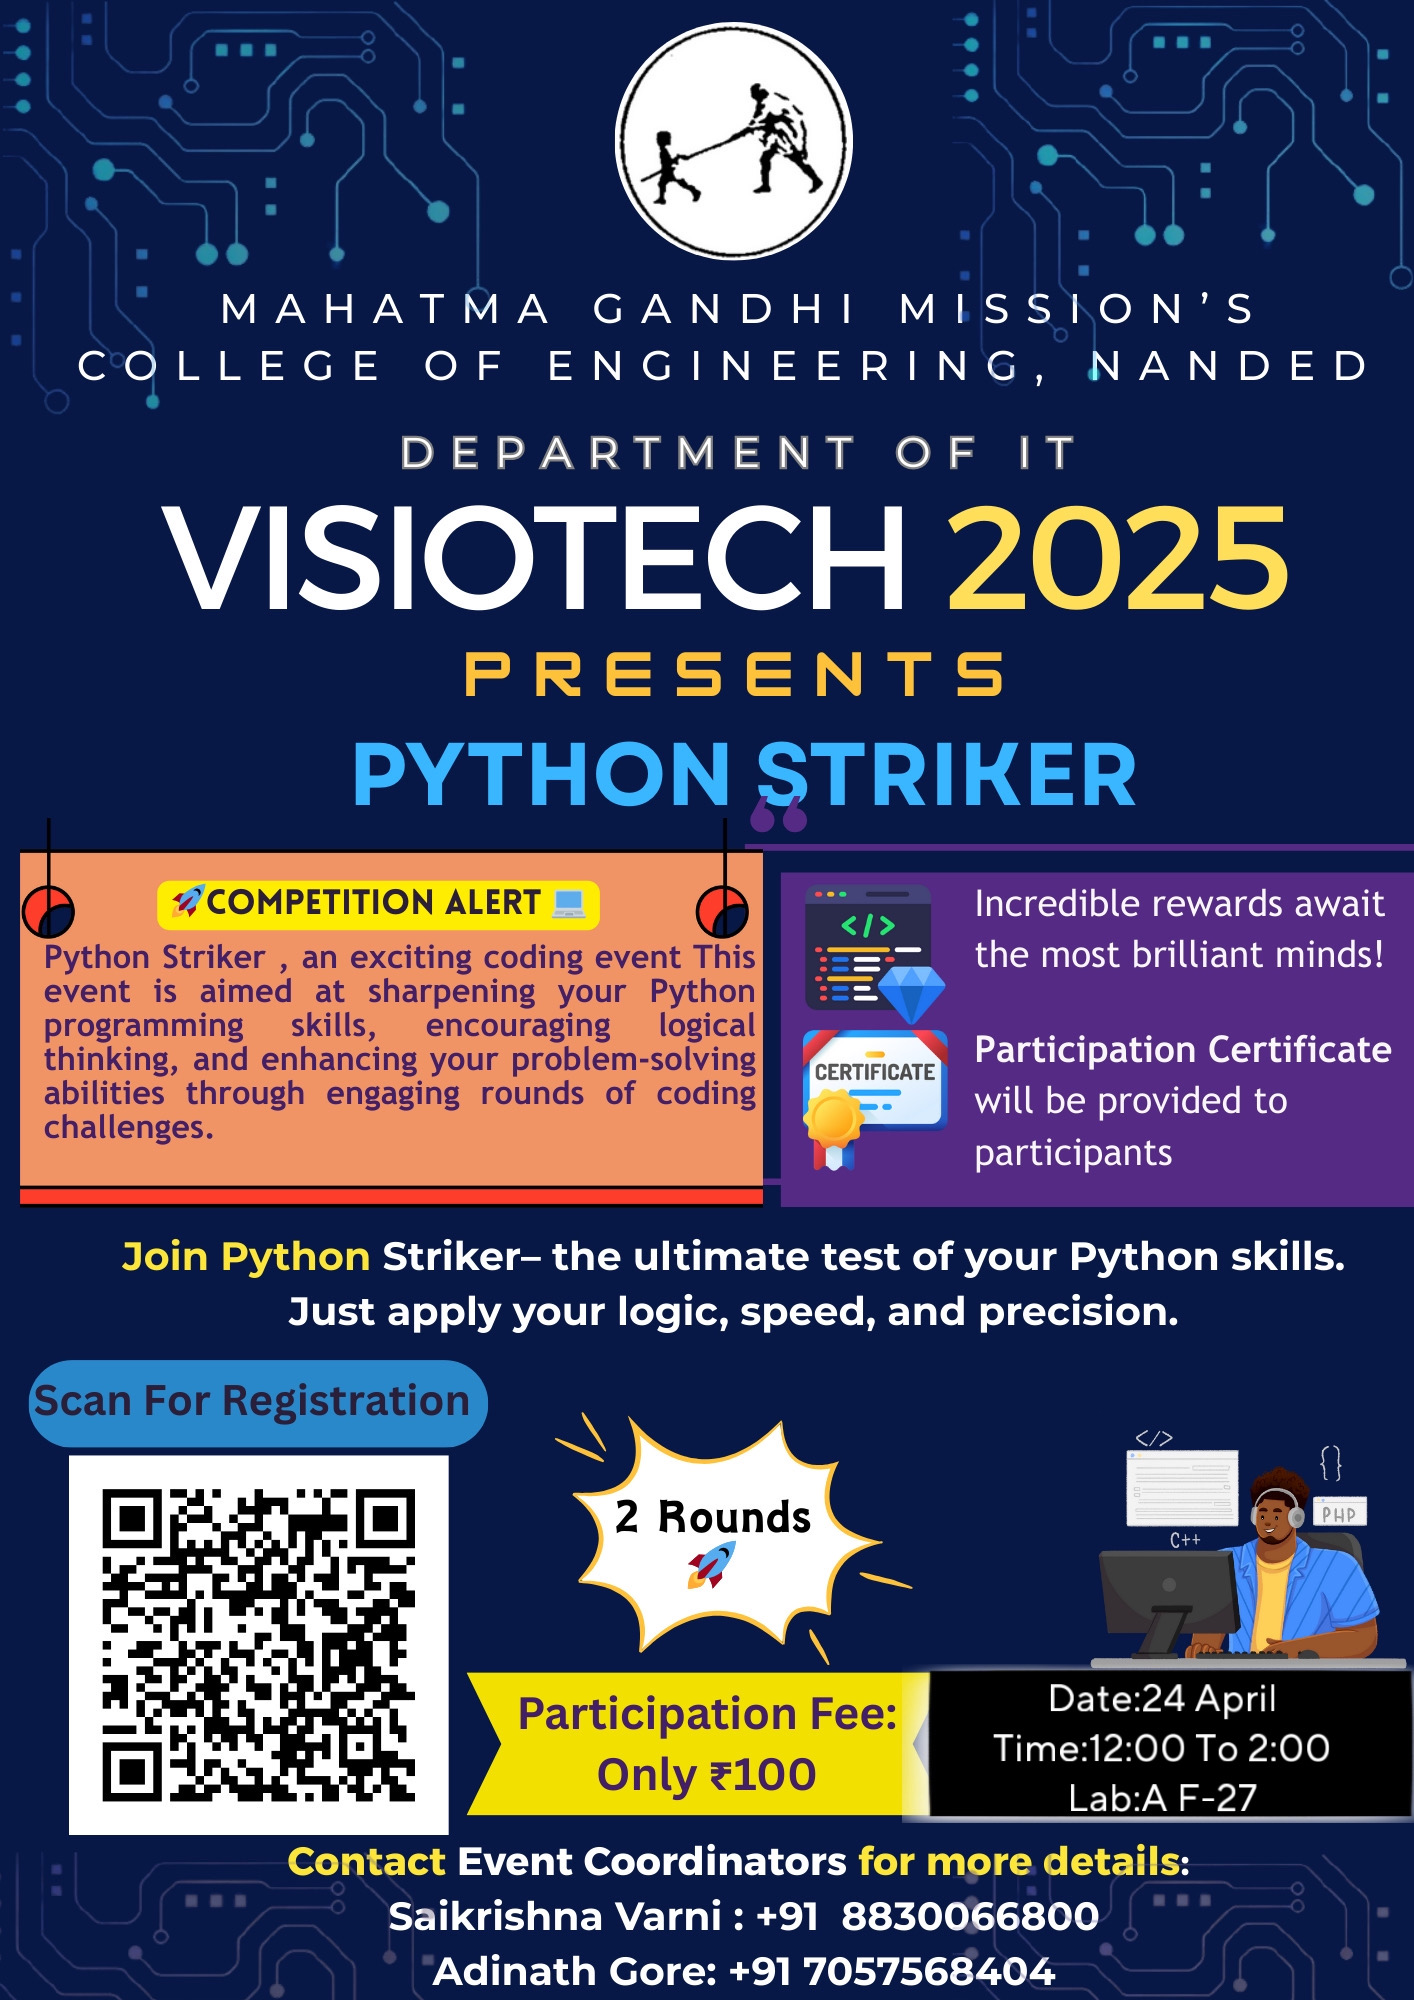 MAHATMA GANDHI MISSION'S
COLLEGE OF ENGINEERING, NANDED
DEPARTMENT OF IT
VISIOTECH 2025
PRESENTS
PYTHON STRIKER
“
🚀COMPETITION ALERT 💻
Python Striker , an exciting coding event This
event is aimed at sharpening your Python
programming skills, encouraging logical
thinking, and enhancing your problem-solving
abilities through engaging rounds of coding
challenges.
</>
Incredible rewards await
the most brilliant minds!
CERTIFICATE
Participation Certificate
will be provided to
participants
Join Python Striker– the ultimate test of your Python skills.
Just apply your logic, speed, and precision.
Scan For Registration
2 Rounds
🚀
</>
{}
PHP
C++
Participation Fee:
Only ₹100
Date:24 April
Time:12:00 To 2:00
Lab:A F-27
Contact Event Coordinators for more details:
Saikrishna Varni : +91  8830066800
Adinath Gore: +91 7057568404